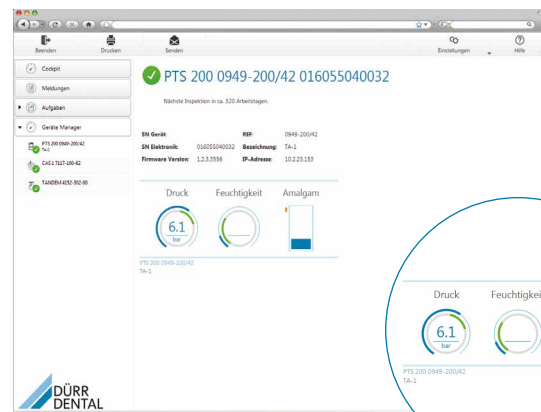 Beenden Drucken Senden Einstellungen Hilfe
Cockpit
Meldungen
Aufgaben
Geräte Manager
PTS 200 0949-200/42
TA-1
CAS 1 7117-100-62
TANDEM 4192-302-00
PTS 200 0949-200/42 016055040032
Nächste Inspektion in ca. 320 Arbeitstagen.
SN Gerät: REF: 0949-200/42
SN Elektronik: 016055040032 Bezeichnung: TA-1
Firmware Version: 1.2.3.3556 IP-Adresse: 10.2.23.153
Druck Feuchtigkeit Amalgam
6.1
bar
PTS 200 0949-200/42
TA-1
Druck Feuchtigkei
6.1
bar
PTS 200 0949-200/42
TA-1
DÜRR
DENTAL